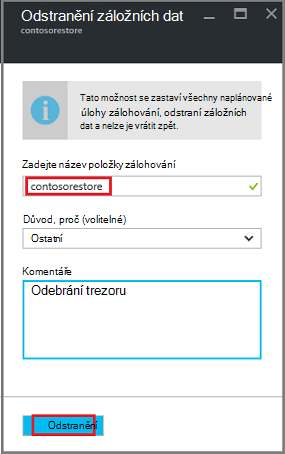 Odstranění záložních dat
contosorestore
Tato možnost se zastaví všechny naplánované
úlohy zálohování, odstraní záložních
dat a nelze je vrátit zpět.
Zadejte název položky zálohování
contosorestore
Důvod, proč (volitelné)
Ostatní
Komentáře
Odebrání trezoru
Odstranění